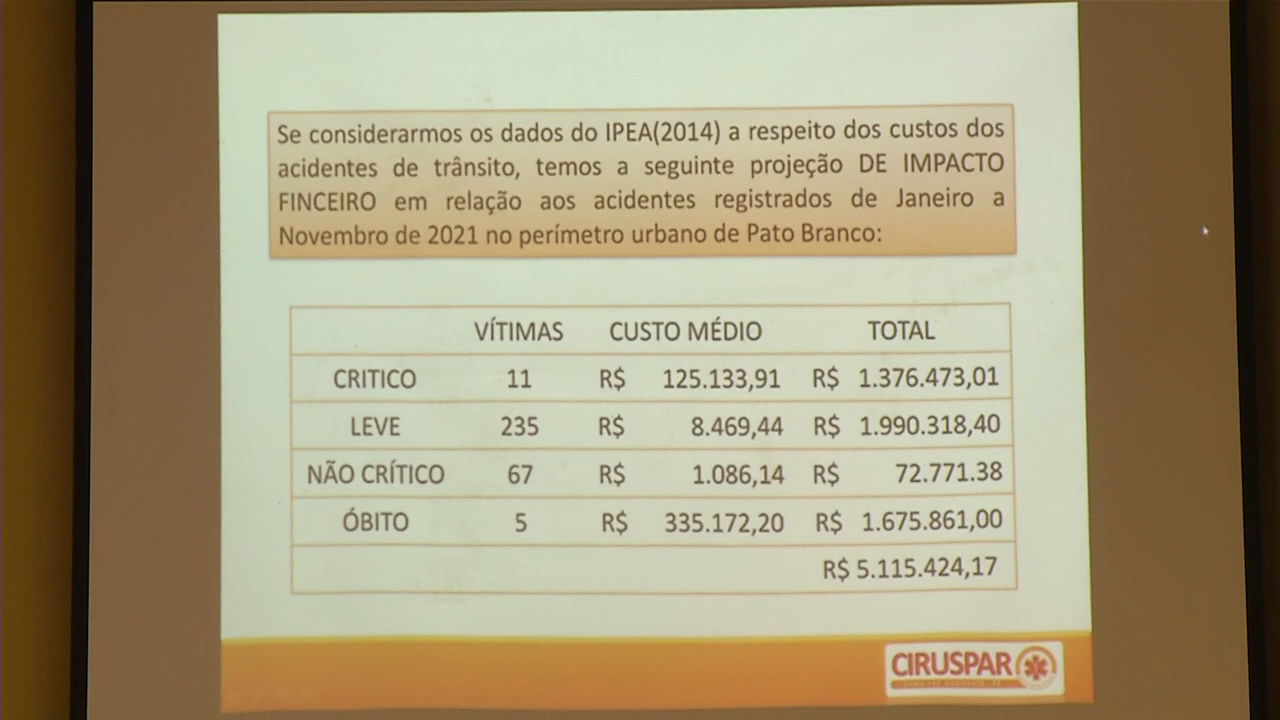 Se considerarmos os dados do IPEA(2014) a respeito dos custos dos
acidentes de trânsito, temos a seguinte projeção DE IMPACTO
FINCEIRO em relação aos acidentes registrados de Janeiro a
Novembro de 2021 no perímetro urbano de Pato Branco:
VÍTIMAS CUSTO MÉDIO TOTAL
CRITICO 11 R$ 125.133,91 R$ 1.376.473,01
LEVE 235 R$ 8.469,44 R$ 1.990.318,40
NÃO CRÍTICO 67 R$ 1.086,14 R$ 72.771.38
ÓBITO 5 R$ 335.172,20 R$ 1.675.861,00
R$ 5.115.424,17
CIRUSPAR